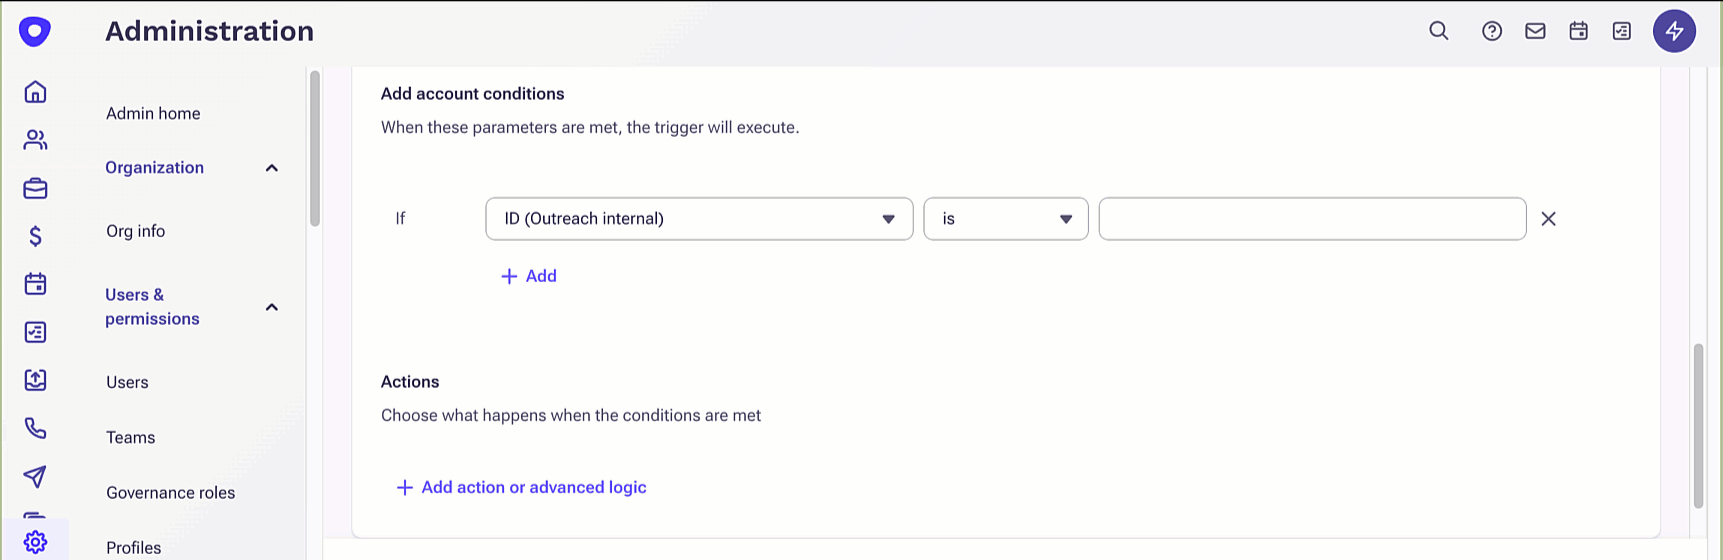 Administration
Admin home
Organization
Org info
Users &
permissions
Users
Teams
Governance roles
Profiles
Add account conditions
When these parameters are met, the trigger will execute.
If
ID (Outreach internal)
is
Add
Actions
Choose what happens when the conditions are met
Add action or advanced logic